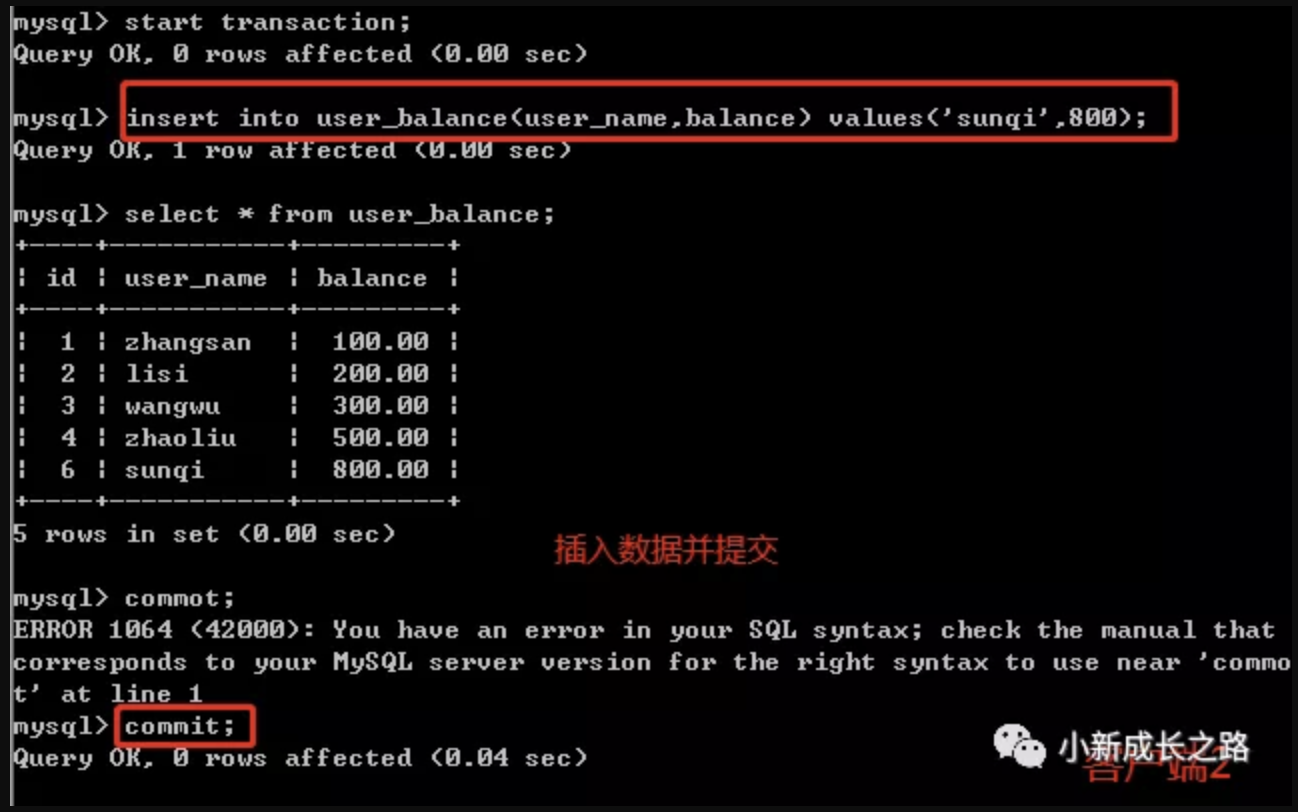 mysql> start transaction;
Query OK, 0 rows affected (0.00 sec)
mysql> insert into user_balance(user_name,balance) values('sunqi',800);
Query OK, 1 row affected (0.00 sec)
mysql> select * from user_balance;
+----+-----------+---------+
| id | user_name | balance |
+----+-----------+---------+
| 1 | zhangsan | 100.00 |
| 2 | lisi | 200.00 |
| 3 | wangwu | 300.00 |
| 4 | zhaoliu | 500.00 |
| 6 | sunqi | 800.00 |
+----+-----------+---------+
5 rows in set (0.00 sec)
插入数据并提交
mysql> commot;
ERROR 1064 (42000): You have an error in your SQL syntax; check the manual that
corresponds to your MySQL server version for the right syntax to use near 'commo
t' at line 1
mysql> commit;
小新成长之路
Query OK, 0 rows affected (0.04 sec)
客户端2